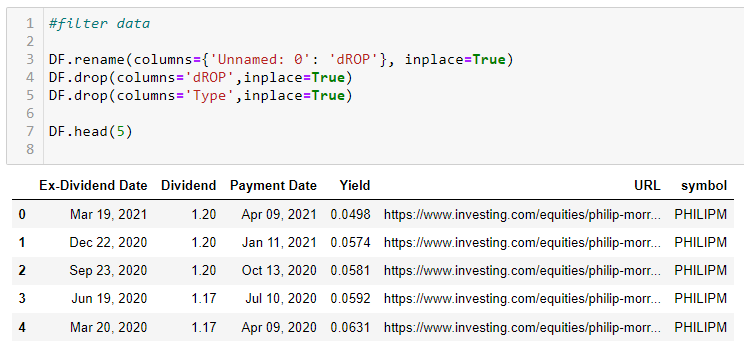 1 #filter data
2
3 DF.rename(columns={'Unnamed: 0': 'dROP'}, inplace=True)
4 DF.drop(columns='dROP',inplace=True)
5 DF.drop(columns='Type',inplace=True)
6
7 DF.head(5)
8
Ex-Dividend Date Dividend Payment Date Yield URL symbol
0 Mar 19, 2021 1.20 Apr 09, 2021 0.0498 https://www.investing.com/equities/philip-morr... PHILIPM
1 Dec 22, 2020 1.20 Jan 11, 2021 0.0574 https://www.investing.com/equities/philip-morr... PHILIPM
2 Sep 23, 2020 1.20 Oct 13, 2020 0.0581 https://www.investing.com/equities/philip-morr... PHILIPM
3 Jun 19, 2020 1.17 Jul 10, 2020 0.0592 https://www.investing.com/equities/philip-morr... PHILIPM
4 Mar 20, 2020 1.17 Apr 09, 2020 0.0631 https://www.investing.com/equities/philip-morr... PHILIPM